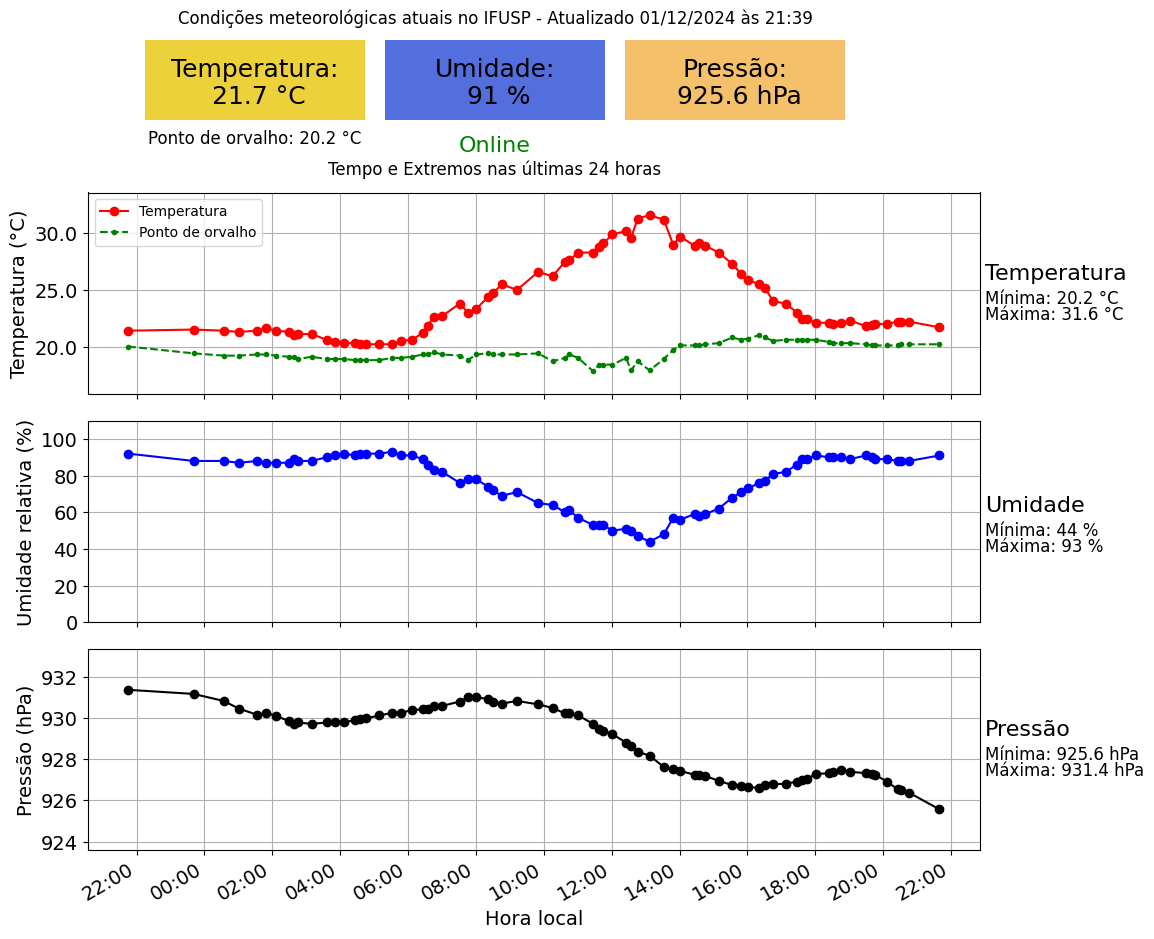 Condições meteorológicas atuais no IFUSP - Atualizado 01/12/2024 às 21:39
Temperatura:
21.7 °C
Umidade:
91 %
Pressão:
925.6 hPa
Ponto de orvalho: 20.2 °C
Online
Tempo e Extremos nas últimas 24 horas
Temperatura (°C)
30.0
25.0
20.0
Temperatura
Ponto de orvalho
Temperatura
Mínima: 20.2 °C
Máxima: 31.6 °C
Umidade relativa (%)
100
80
60
40
20
0
Umidade
Mínima: 44 %
Máxima: 93 %
Pressão (hPa)
932
930
928
926
924
Pressão
Mínima: 925.6 hPa
Máxima: 931.4 hPa
22:00 00:00 02:00 04:00 06:00 08:00 10:00 12:00 14:00 16:00 18:00 20:00 22:00
Hora local